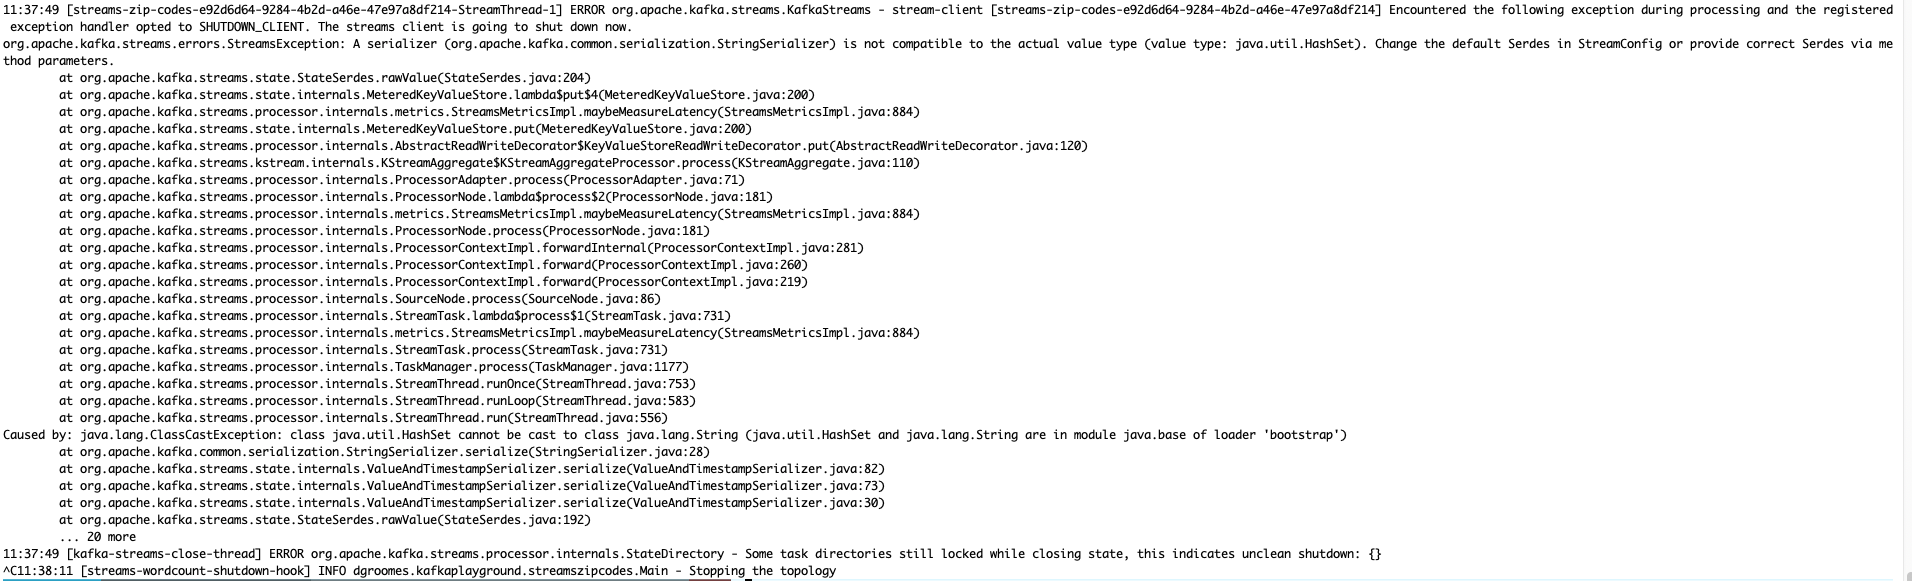 11:37:49 [streams-zip-codes-e92d6d64-9284-4b2d-a46e-47e97a8df214-StreamThread-1] ERROR org.apache.kafka.streams.KafkaStreams - stream-client [streams-zip-codes-e92d6d64-9284-4b2d-a46e-47e97a8df214] Encountered the following exception during processing and the registered
 exception handler opted to SHUTDOWN_CLIENT. The streams client is going to shut down now.
org.apache.kafka.streams.errors.StreamsException: A serializer (org.apache.kafka.common.serialization.StringSerializer) is not compatible to the actual value type (value type: java.util.HashSet). Change the default Serdes in StreamConfig or provide correct Serdes via me
thod parameters.
        at org.apache.kafka.streams.state.StateSerdes.rawValue(StateSerdes.java:204)
        at org.apache.kafka.streams.state.internals.MeteredKeyValueStore.lambda$put$4(MeteredKeyValueStore.java:200)
        at org.apache.kafka.streams.processor.internals.metrics.StreamsMetricsImpl.maybeMeasureLatency(StreamsMetricsImpl.java:884)
        at org.apache.kafka.streams.state.internals.MeteredKeyValueStore.put(MeteredKeyValueStore.java:200)
        at org.apache.kafka.streams.processor.internals.AbstractReadWriteDecorator$KeyValueStoreReadWriteDecorator.put(AbstractReadWriteDecorator.java:120)
        at org.apache.kafka.streams.kstream.internals.KStreamAggregate$KStreamAggregateProcessor.process(KStreamAggregate.java:110)
        at org.apache.kafka.streams.processor.internals.ProcessorAdapter.process(ProcessorAdapter.java:71)
        at org.apache.kafka.streams.processor.internals.ProcessorNode.lambda$process$2(ProcessorNode.java:181)
        at org.apache.kafka.streams.processor.internals.metrics.StreamsMetricsImpl.maybeMeasureLatency(StreamsMetricsImpl.java:884)
        at org.apache.kafka.streams.processor.internals.ProcessorNode.process(ProcessorNode.java:181)
        at org.apache.kafka.streams.processor.internals.ProcessorContextImpl.forwardInternal(ProcessorContextImpl.java:281)
        at org.apache.kafka.streams.processor.internals.ProcessorContextImpl.forward(ProcessorContextImpl.java:260)
        at org.apache.kafka.streams.processor.internals.ProcessorContextImpl.forward(ProcessorContextImpl.java:219)
        at org.apache.kafka.streams.processor.internals.SourceNode.process(SourceNode.java:86)
        at org.apache.kafka.streams.processor.internals.StreamTask.lambda$process$1(StreamTask.java:731)
        at org.apache.kafka.streams.processor.internals.metrics.StreamsMetricsImpl.maybeMeasureLatency(StreamsMetricsImpl.java:884)
        at org.apache.kafka.streams.processor.internals.StreamTask.process(StreamTask.java:731)
        at org.apache.kafka.streams.processor.internals.TaskManager.process(TaskManager.java:1177)
        at org.apache.kafka.streams.processor.internals.StreamThread.runOnce(StreamThread.java:753)
        at org.apache.kafka.streams.processor.internals.StreamThread.runLoop(StreamThread.java:583)
        at org.apache.kafka.streams.processor.internals.StreamThread.run(StreamThread.java:556)
Caused by: java.lang.ClassCastException: class java.util.HashSet cannot be cast to class java.lang.String (java.util.HashSet and java.lang.String are in module java.base of loader 'bootstrap')
        at org.apache.kafka.common.serialization.StringSerializer.serialize(StringSerializer.java:28)
        at org.apache.kafka.streams.state.internals.ValueAndTimestampSerializer.serialize(ValueAndTimestampSerializer.java:82)
        at org.apache.kafka.streams.state.internals.ValueAndTimestampSerializer.serialize(ValueAndTimestampSerializer.java:73)
        at org.apache.kafka.streams.state.internals.ValueAndTimestampSerializer.serialize(ValueAndTimestampSerializer.java:30)
        at org.apache.kafka.streams.state.StateSerdes.rawValue(StateSerdes.java:192)
        ... 20 more
11:37:49 [kafka-streams-close-thread] ERROR org.apache.kafka.streams.processor.internals.StateDirectory - Some task directories still locked while closing state, this indicates unclean shutdown: {}
^C11:38:11 [streams-wordcount-shutdown-hook] INFO dgroomes.kafkaplayground.streamszipcodes.Main - Stopping the topology